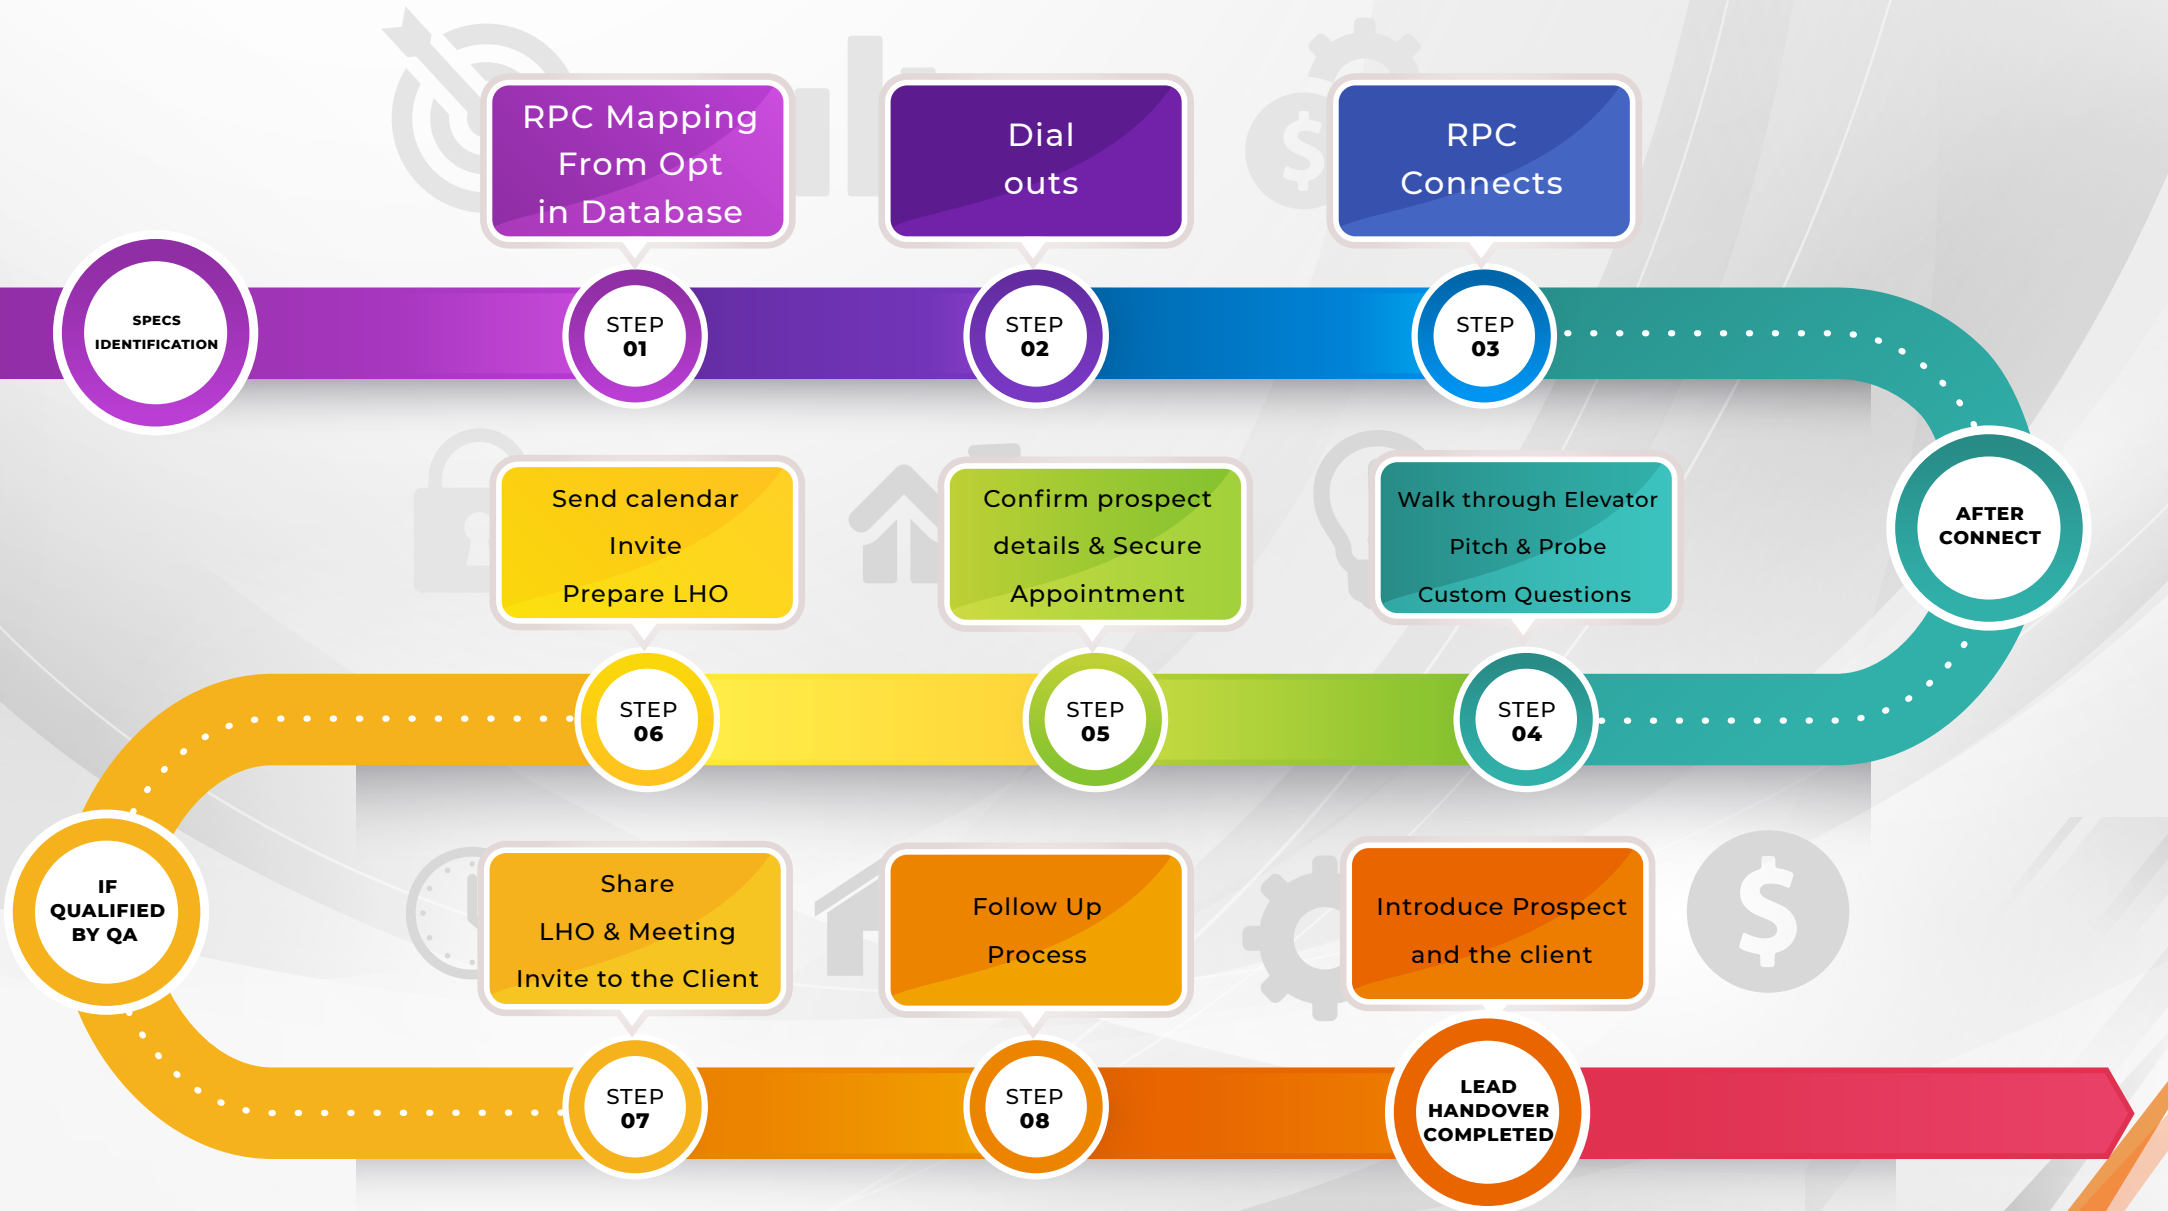 RPC Mapping
From Opt
in Database
Dial
outs
RPC
Connects
SPECS
IDENTIFICATION
STEP
01
STEP
02
STEP
03
Send calendar
Invite
Prepare LHO
Confirm prospect
details & Secure
Appointment
Walk through Elevator
Pitch & Probe
Custom Questions
AFTER
CONNECT
STEP
06
STEP
05
STEP
04
IF
QUALIFIED
BY QA
Share
LHO & Meeting
Invite to the Client
Follow Up
Process
Introduce Prospect
and the client
STEP
07
STEP
08
LEAD
HANDOVER
COMPLETED